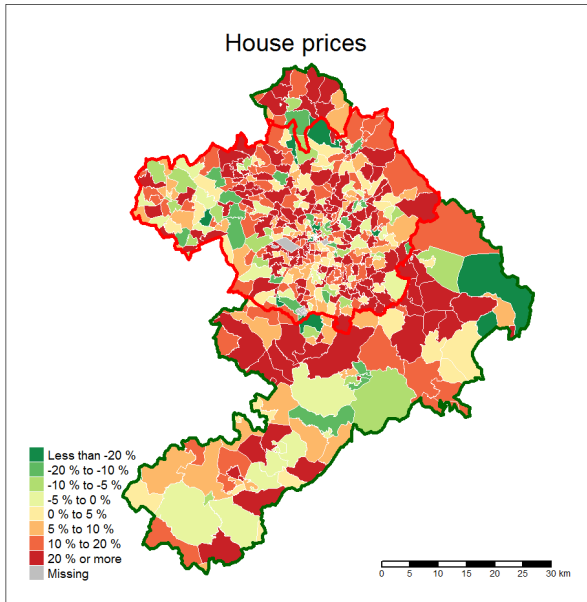 House prices
Less than -20 %
-20 % to -10 %
-10 % to -5 %
-5 % to 0 %
0 % to 5 %
5 % to 10 %
10 % to 20 %
20 % or more
Missing
0 5 10 15 20 25 30 km